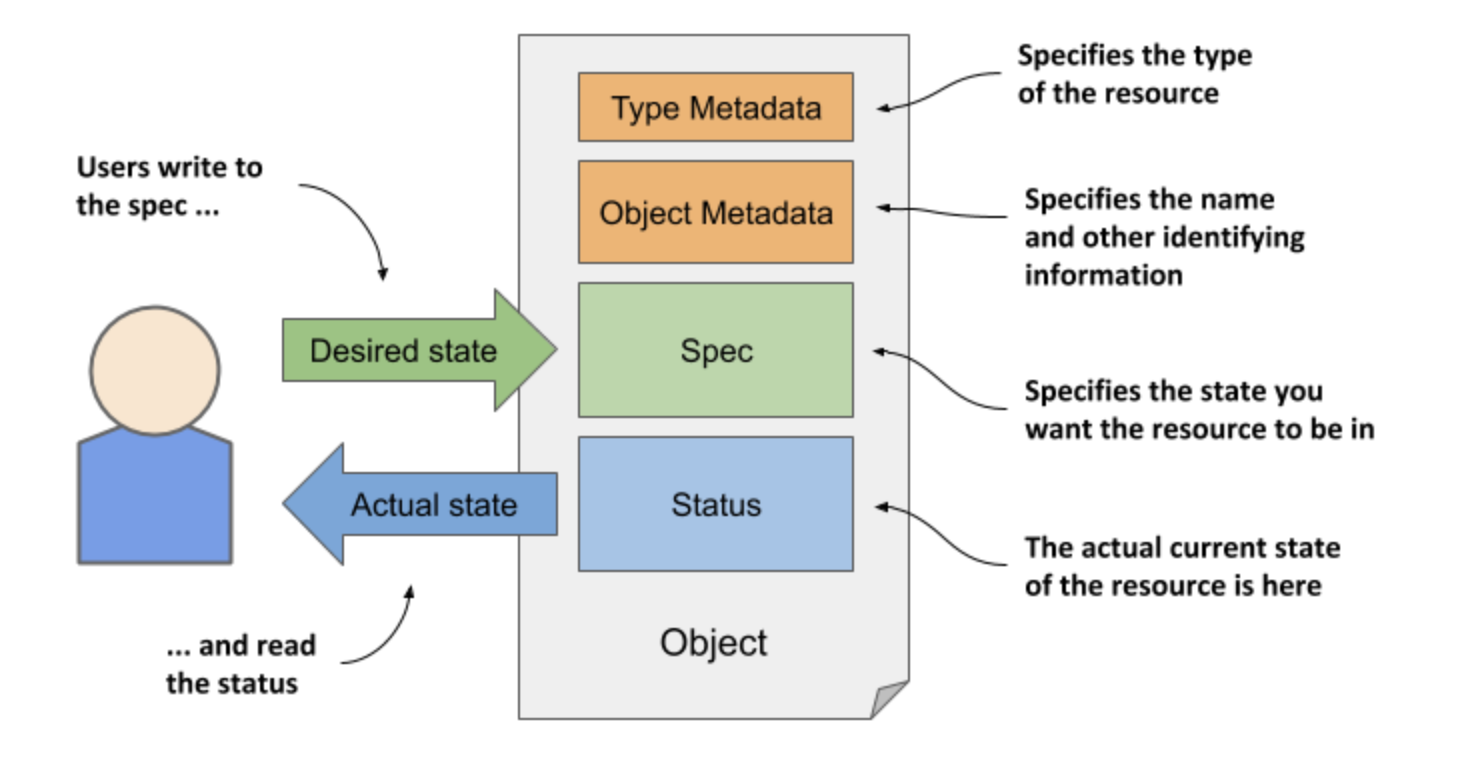 Specifies the type
of the resource
Type Metadata
Users write to
the spec ...
Object Metadata
Specifies the name
and other identifying
information
Desired state
Spec
Specifies the state you
want the resource to be in
Actual state
Status
The actual current state
of the resource is here
... and read
the status
Object